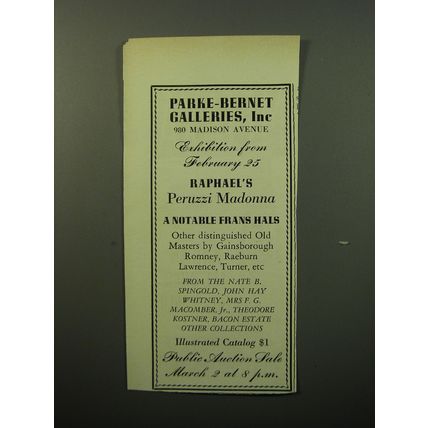 PARKE-BERNET
GALLERIES, Inc
980 MADISON AVENUE
Exhibition from
February 25
RAPHAEL'S
Peruzzi Madonna
A NOTABLE FRANS HALS
Other distinguished Old
Masters by Gainsborough
Romney, Raeburn
Lawrence, Turner, etc
FROM THE NATE B.
SPINGOLD, JOHN HAY
WHITNEY, MRS F. G.
MACOMBER, Jr., THEODORE
KOSTNER, BACON ESTATE
OTHER COLLECTIONS
Illustrated Catalog $1
Public Auction Sale
March 2 at 8 p.m.